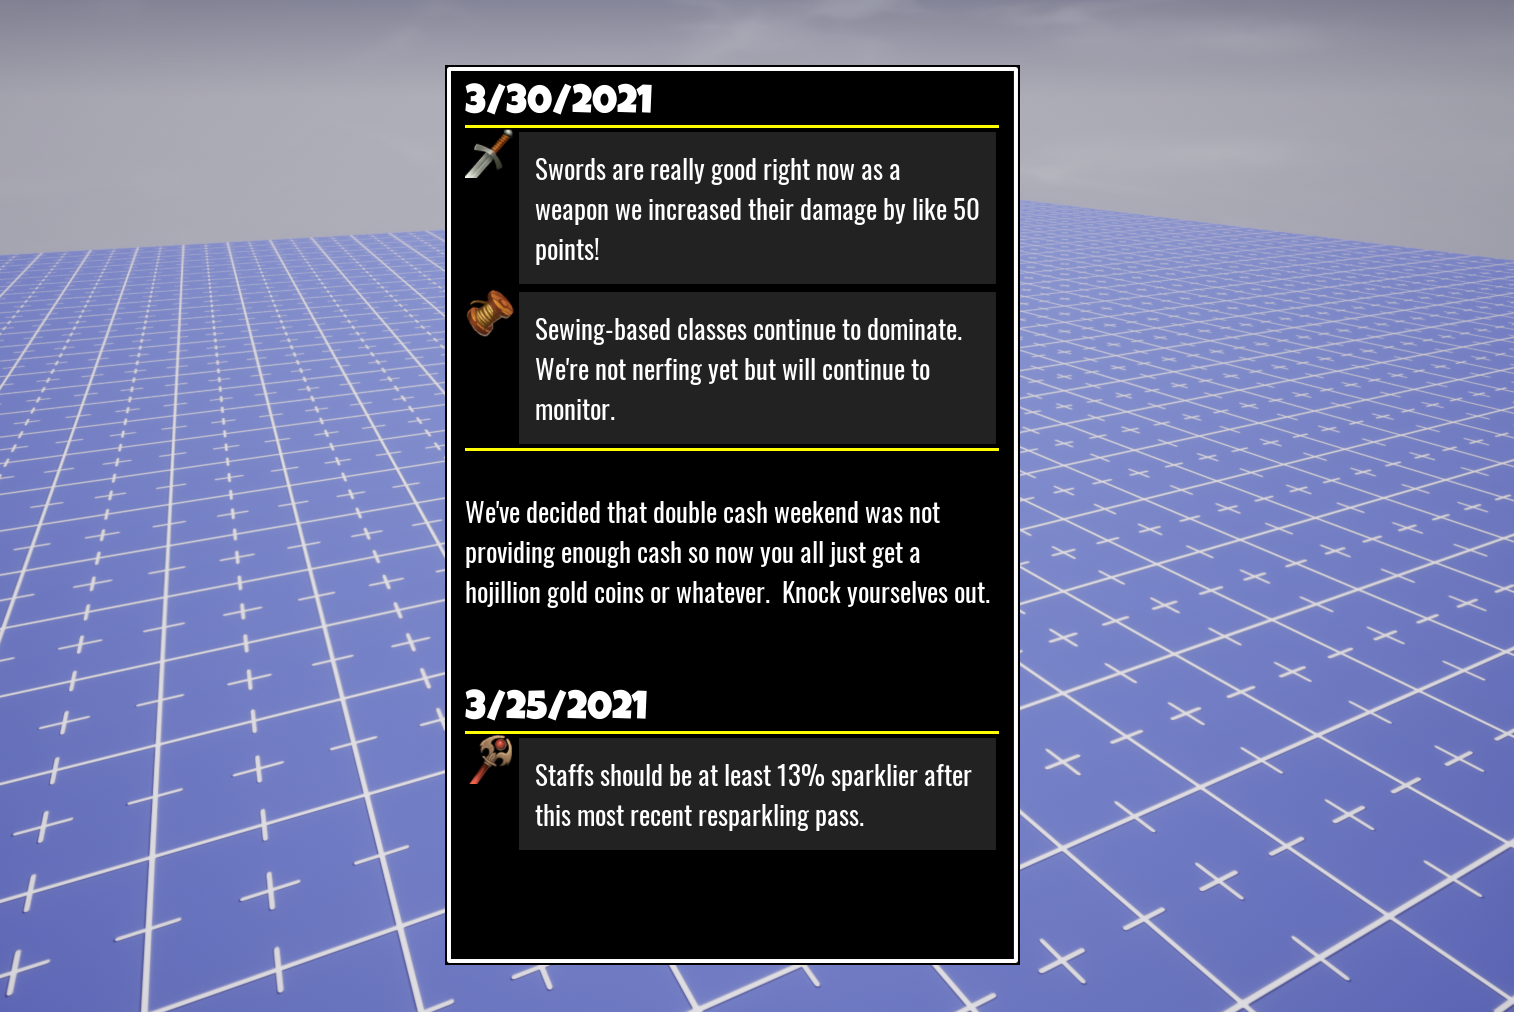 3/30/2021
Swords are really good right now as a
weapon we increased their damage by like 50
points!
Sewing-based classes continue to dominate.
We're not nerfing yet but will continue to
monitor.
We've decided that double cash weekend was not
providing enough cash so now you all just get a
hojillion gold coins or whatever.  Knock yourselves out.
3/25/2021
Staffs should be at least 13% sparklier after
this most recent resparkling pass.